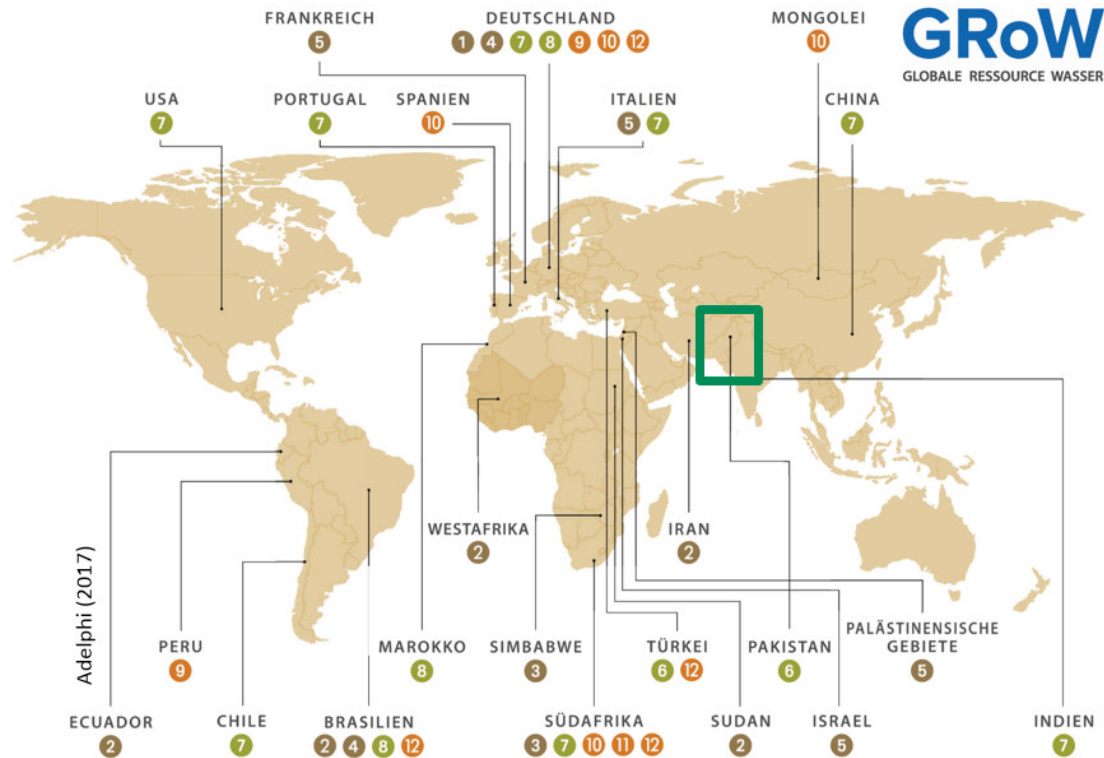 FRANKREICH
5
DEUTSCHLAND
1 4 7 8 9 10 12
MONGOLEI
10
GRoW
GLOBALE RESSOURCE WASSER
USA
7
PORTUGAL
7
SPANIEN
10
ITALIEN
5 7
CHINA
7
WESTAFRIKA
2
IRAN
2
Adelphi (2017)
PERU
9
MAROKKO
8
SIMBABWE
3
TÜRKEI
6 12
PAKISTAN
6
PALÄSTINENSISCHE
GEBIETE
5
ECUADOR
2
CHILE
7
BRASILIEN
2 4 8 12
SÜDAFRIKA
3 7 10 11 12
SUDAN
2
ISRAEL
5
INDIEN
7